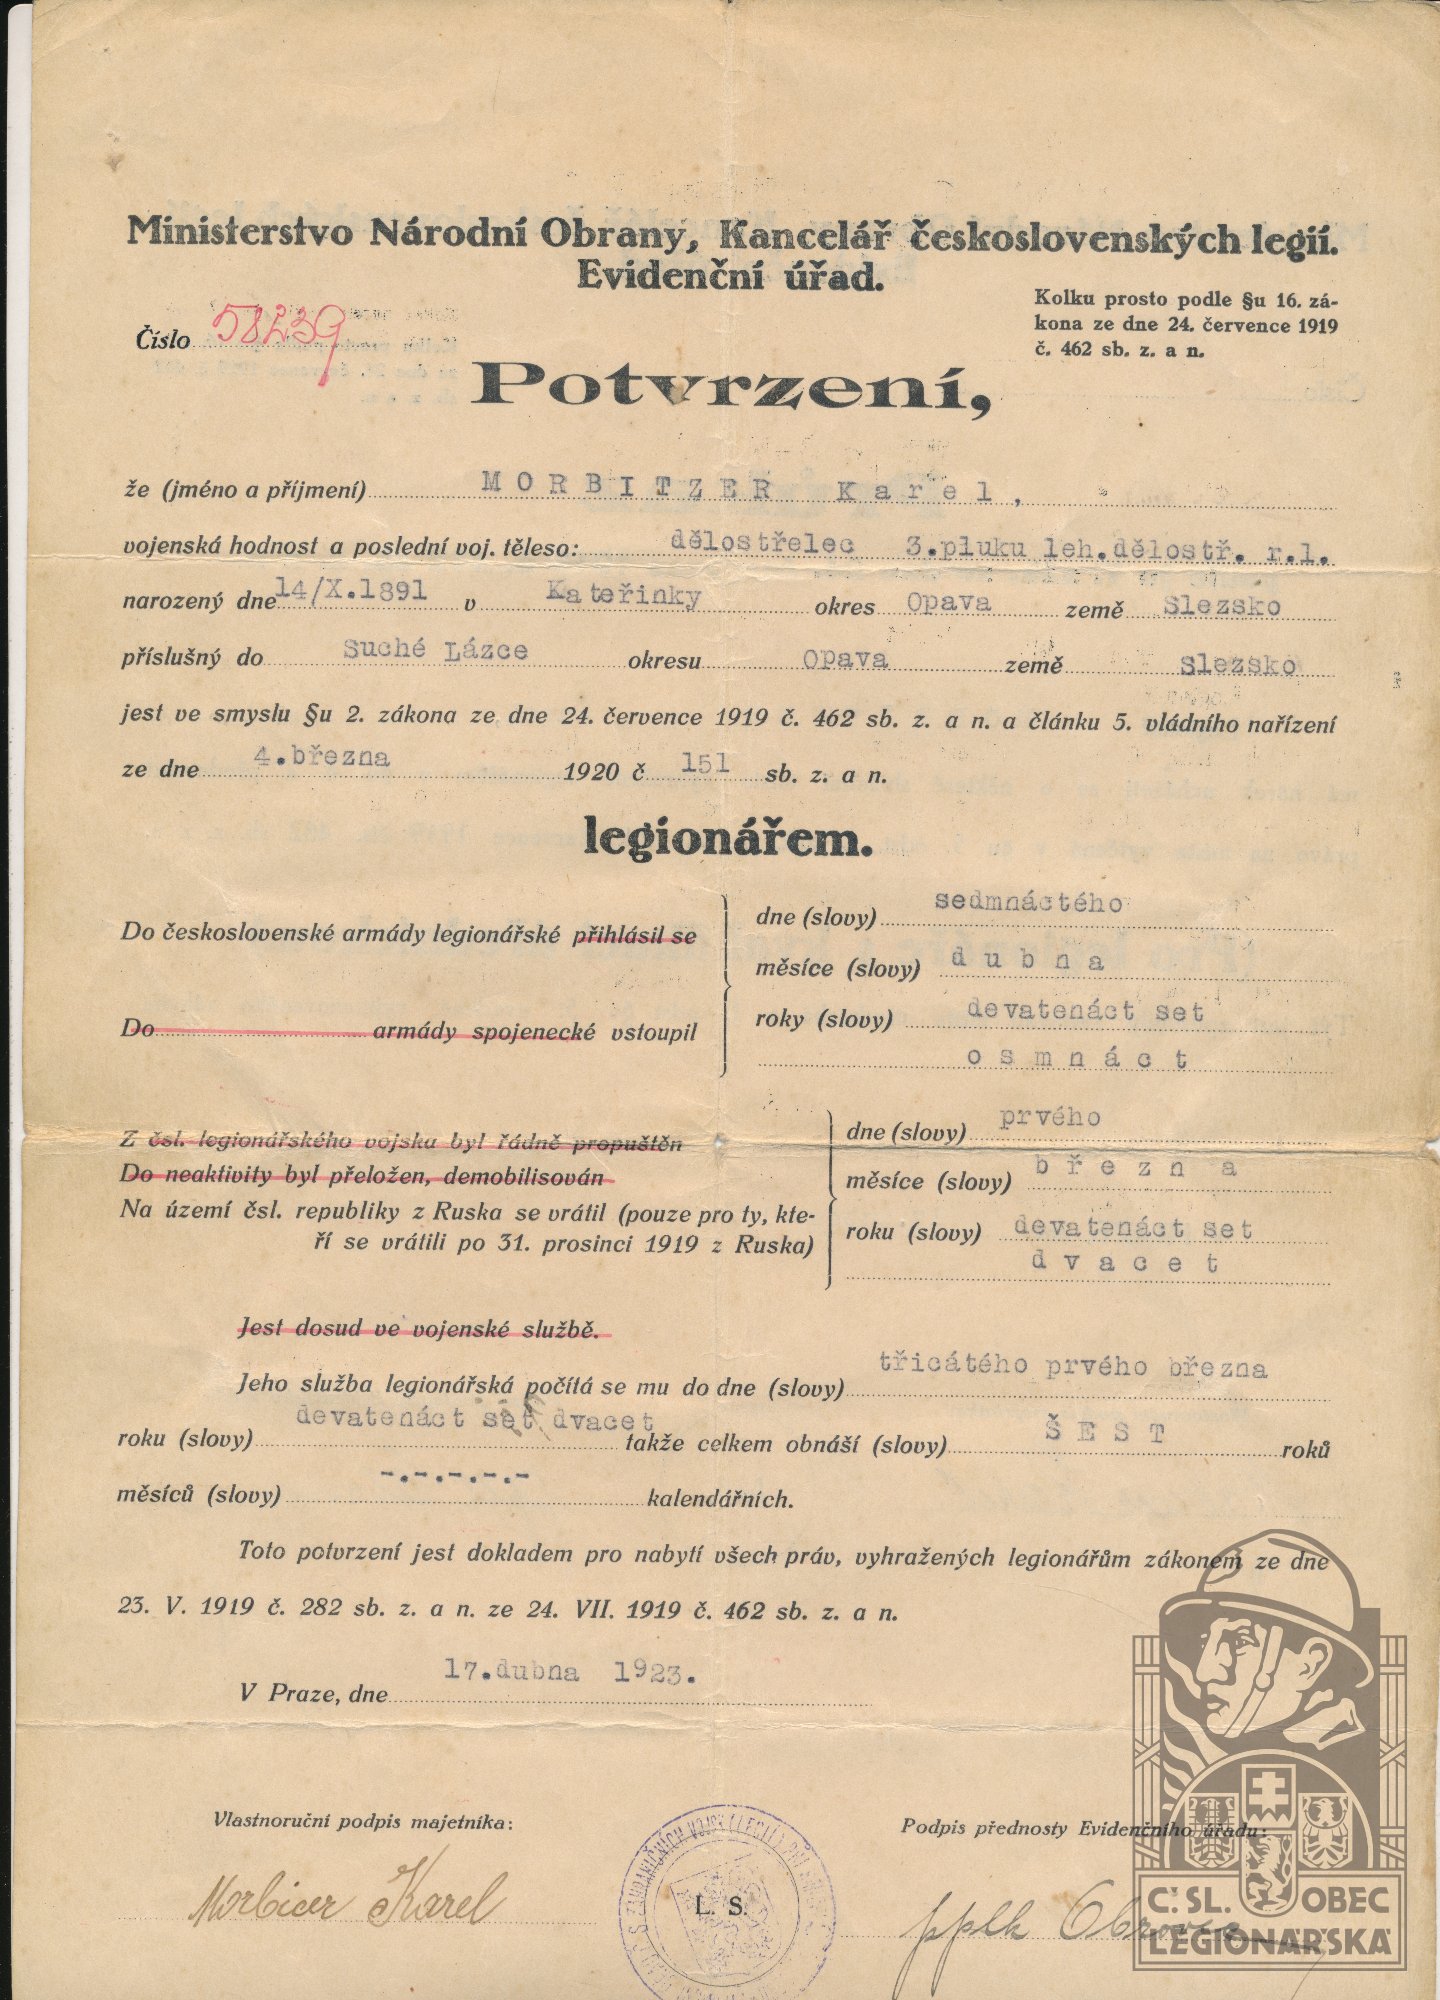 Ministerstvo Národní Obrany, Kancelář československých legií.
Evidenční úřad.
Číslo 58239
Kolku prosto podle §u 16. zá-
kona ze dne 24. července 1919
č. 462 sb. z. a n.
Potvrzení,
že (jméno a příjmení) MORBITZER Karel,
vojenská hodnost a poslední voj. těleso: dělostřelec 3.pluku leh.dělostř. r.l.
narozený dne 14/X.1891 v Kateřinky okres Opava země Slezsko
příslušný do Suché Lázce okresu Opava země Slezsko
jest ve smyslu §u 2. zákona ze dne 24. července 1919 č. 462 sb. z. a n. a článku 5. vládního nařízení
ze dne 4.března 1920 č 151 sb. z. a n.
legionářem.
Do československé armády legionářské přihlásil se
Do armády spojenecké vstoupil
dne (slovy) sedmnáctého
měsíce (slovy) dubna
roky (slovy) devatenáct set
osmnáct
Z čsl. legionářského vojska byl řádně propuštěn
Do neaktivity byl přeložen, demobilisován
Na území čsl. republiky z Ruska se vrátil (pouze pro ty, kte-
ří se vrátili po 31. prosinci 1919 z Ruska)
dne (slovy) prvého
měsíce (slovy) března
roku (slovy) devatenáct set
dvacet
Jest dosud ve vojenské službě.
Jeho služba legionářská počítá se mu do dne (slovy) třicátého prvého března
roku (slovy) devatenáct set dvacet takže celkem obnáší (slovy) ŠEST roků
měsíců (slovy) -.-.-.-.- kalendářních.
Toto potvrzení jest dokladem pro nabytí všech práv, vyhražených legionářům zákonem ze dne
23. V. 1919 č. 282 sb. z. a n. ze 24. VII. 1919 č. 462 sb. z. a n.
V Praze, dne 17.dubna 1923.
Vlastnoruční podpis majetníka:
Podpis přednosty Evidenčního úřadu:
Morbicer Karel
L. S.
pplk
Č.SL. OBEC
LEGIONÁŘSKÁ